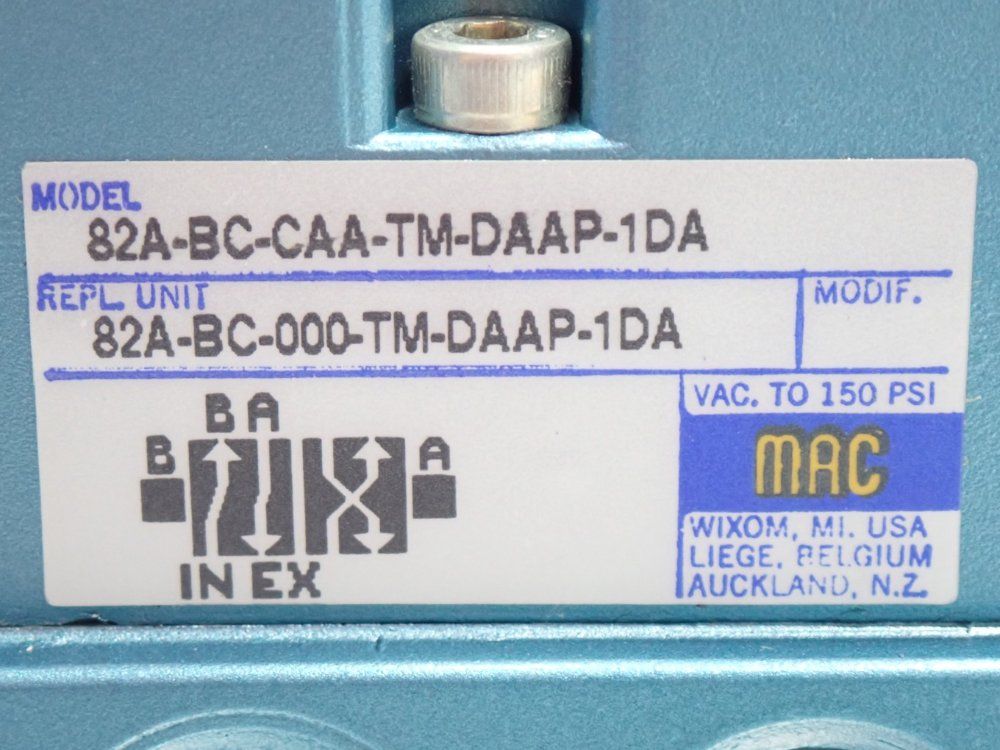 MODEL
82A-BC-CAA-TM-DAAP-1DA
REPL. UNIT
MODIF.
82A-BC-000-TM-DAAP-1DA
VAC. TO 150 PSI
B A
B
A
IN EX
MAC
WIXOM, MI. USA
LIEGE, BELGIUM
AUCKLAND, N.Z.